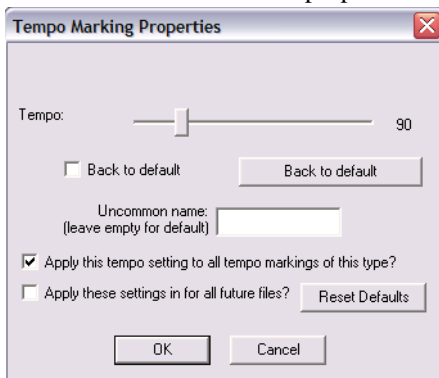 Tempo Marking Properties
Tempo:
90
Back to default
Back to default
Uncommon name:
(leave empty for default)
Apply this tempo setting to all tempo markings of this type?
Apply these settings in for all future files?
Reset Defaults
OK
Cancel